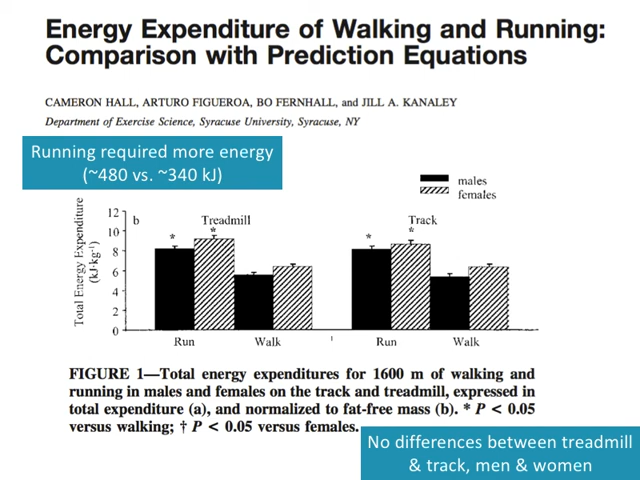 Energy Expenditure of Walking and Running:
Comparison with Prediction Equations
CAMERON HALL, ARTURO FIGUEROA, BO FERNHALL, and JILL A. KANALEY
Department of Exercise Science, Syracuse University, Syracuse, NY
Running required more energy
(~480 vs. ~340 kJ)
males
females
Total Energy Expenditure
(kJ·kg⁻¹)
b
Treadmill
Track
*
*
*
*
12
10
8
6
4
2
0
Run
Walk
Run
Walk
FIGURE 1—Total energy expenditures for 1600 m of walking and
running in males and females on the track and treadmill, expressed in
total expenditure (a), and normalized to fat-free mass (b). * P < 0.05
versus walking; † P < 0.05 versus females.
No differences between treadmill
& track, men & women